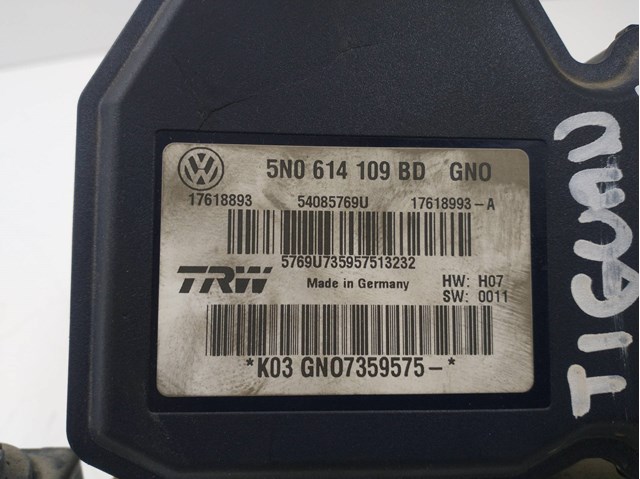 5N0 614 109 BD GNO
17618893 54085769U 17618993-A
5769U735957513232
TRW Made in Germany HW: H07
SW: 0011
*K03 GNO7359575-*
TIGUAN